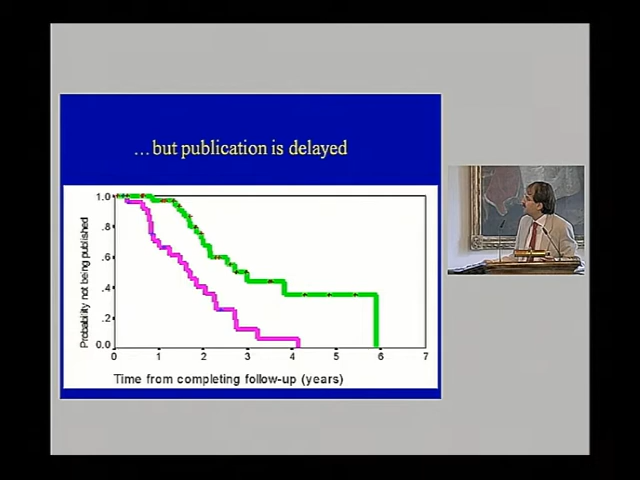 ...but publication is delayed
Probability not being published
1.0
.8
.6
.4
.2
0.0
0 1 2 3 4 5 6 7
Time from completing follow-up (years)